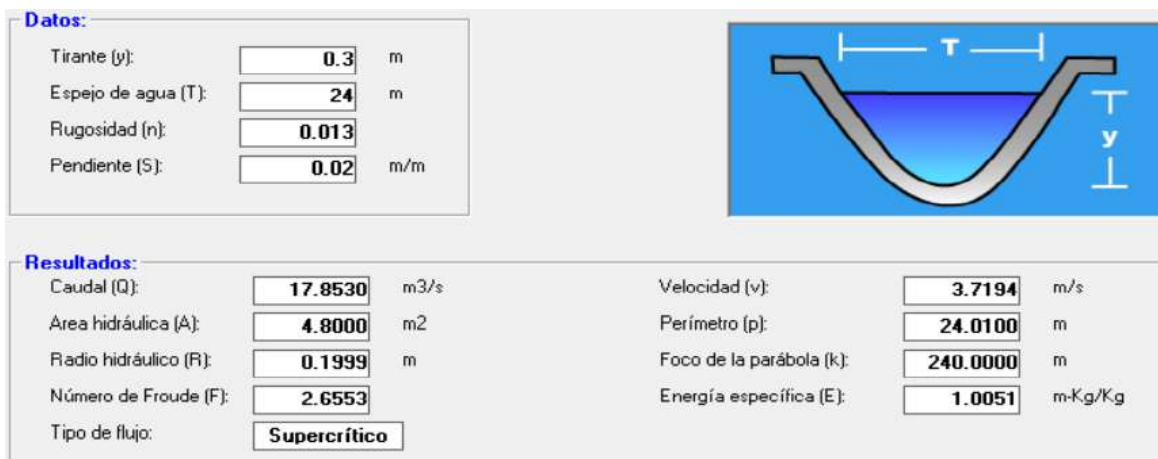 Datos:
Tirante (y): 0.3 m
Espejo de agua (T): 24 m
Rugosidad (n): 0.013
Pendiente (S): 0.02 m/m
T
y
Resultados:
Caudal (Q): 17.8530 m3/s Velocidad (v): 3.7194 m/s
Area hidráulica (A): 4.8000 m2 Perímetro (p): 24.0100 m
Radio hidráulico (R): 0.1999 m Foco de la parábola (k): 240.0000 m
Número de Froude (F): 2.6553 Energía específica (E): 1.0051 m-Kg/Kg
Tipo de flujo: Supercrítico